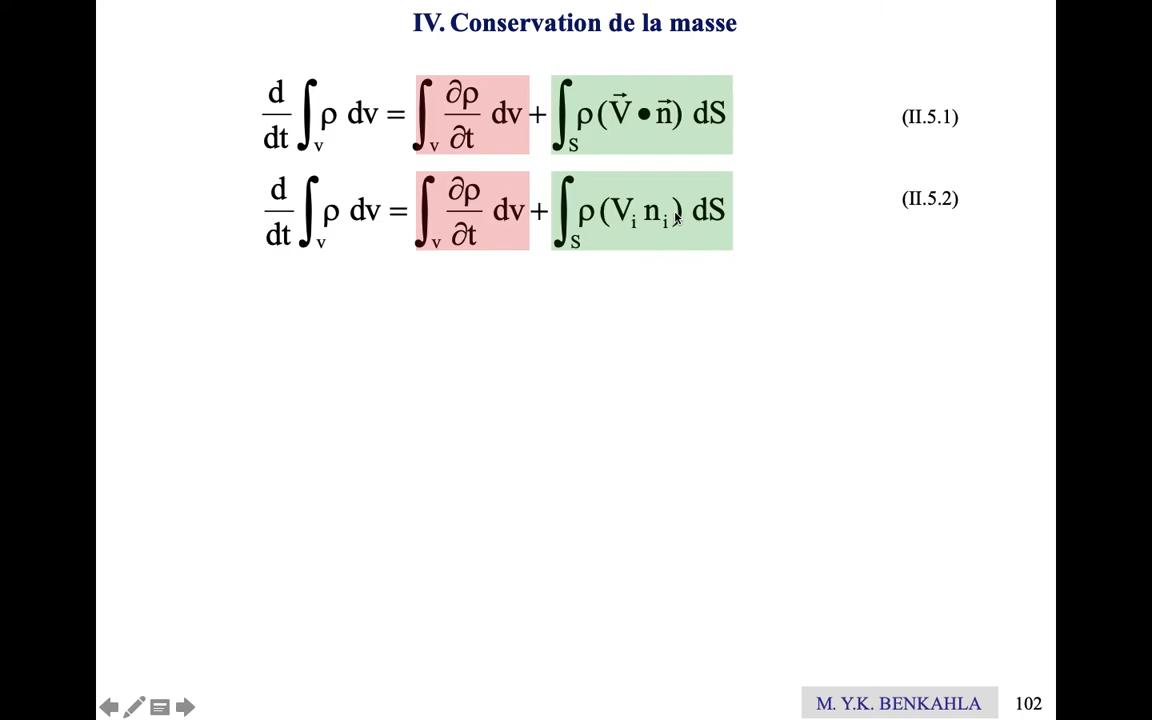 IV. Conservation de la masse
d/dt ∫_v ρ dv = ∫_v ∂ρ/∂t dv + ∫_S ρ(V⃗ • n⃗) dS (II.5.1)
d/dt ∫_v ρ dv = ∫_v ∂ρ/∂t dv + ∫_S ρ(V_i n_i) dS (II.5.2)
M. Y.K. BENKAHLA 102